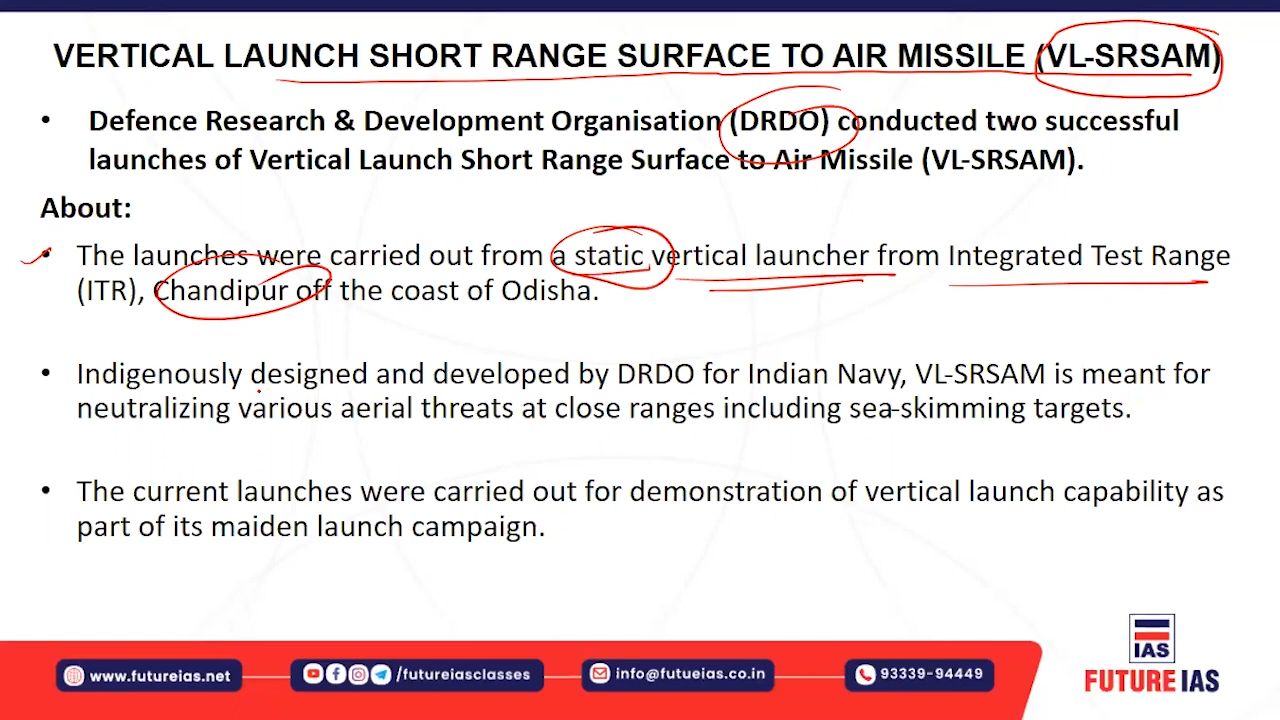 VERTICAL LAUNCH SHORT RANGE SURFACE TO AIR MISSILE (VL-SRSAM)
• Defence Research & Development Organisation (DRDO) conducted two successful
launches of Vertical Launch Short Range Surface to Air Missile (VL-SRSAM).
About:
• The launches were carried out from a static vertical launcher from Integrated Test Range
(ITR), Chandipur off the coast of Odisha.
• Indigenously designed and developed by DRDO for Indian Navy, VL-SRSAM is meant for
neutralizing various aerial threats at close ranges including sea-skimming targets.
• The current launches were carried out for demonstration of vertical launch capability as
part of its maiden launch campaign.
www.futureias.net
/futureiasclasses
info@futueias.co.in
93339-94449
IAS
FUTURE IAS